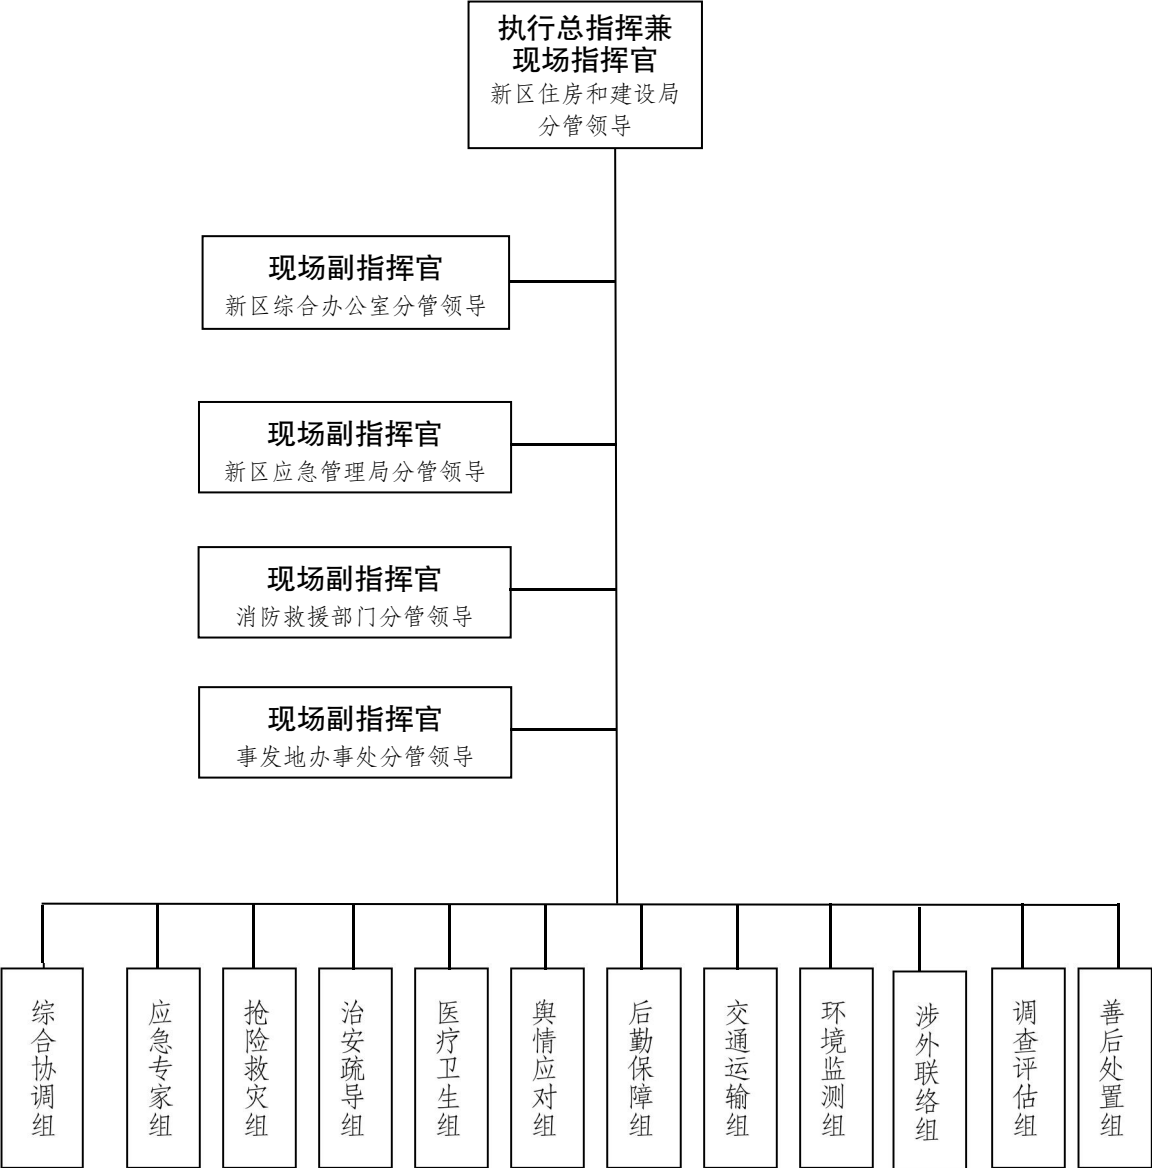 执行总指挥兼
现场指挥官
新区住房和建设局
分管领导
现场副指挥官
新区综合办公室分管领导
现场副指挥官
新区应急管理局分管领导
现场副指挥官
消防救援部门分管领导
现场副指挥官
事发地办事处分管领导
综合协调组
应急专家组
抢险救灾组
治安疏导组
医疗卫生组
舆情应对组
后勤保障组
交通运输组
环境监测组
涉外联络组
调查评估组
善后处置组